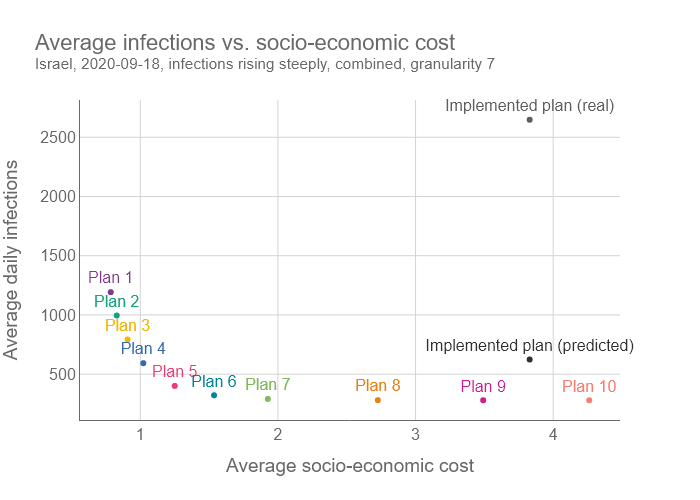 Average infections vs. socio-economic cost
Israel, 2020-09-18, infections rising steeply, combined, granularity 7
Implemented plan (real)
2500
2000
1500
Plan 1
Plan 2
1000
Plan 3
Plan 4
Implemented plan (predicted)
500
Plan 5
Plan 6
Plan 7
Plan 8
Plan 9
Plan 10
1 2 3 4
Average daily infections
Average socio-economic cost